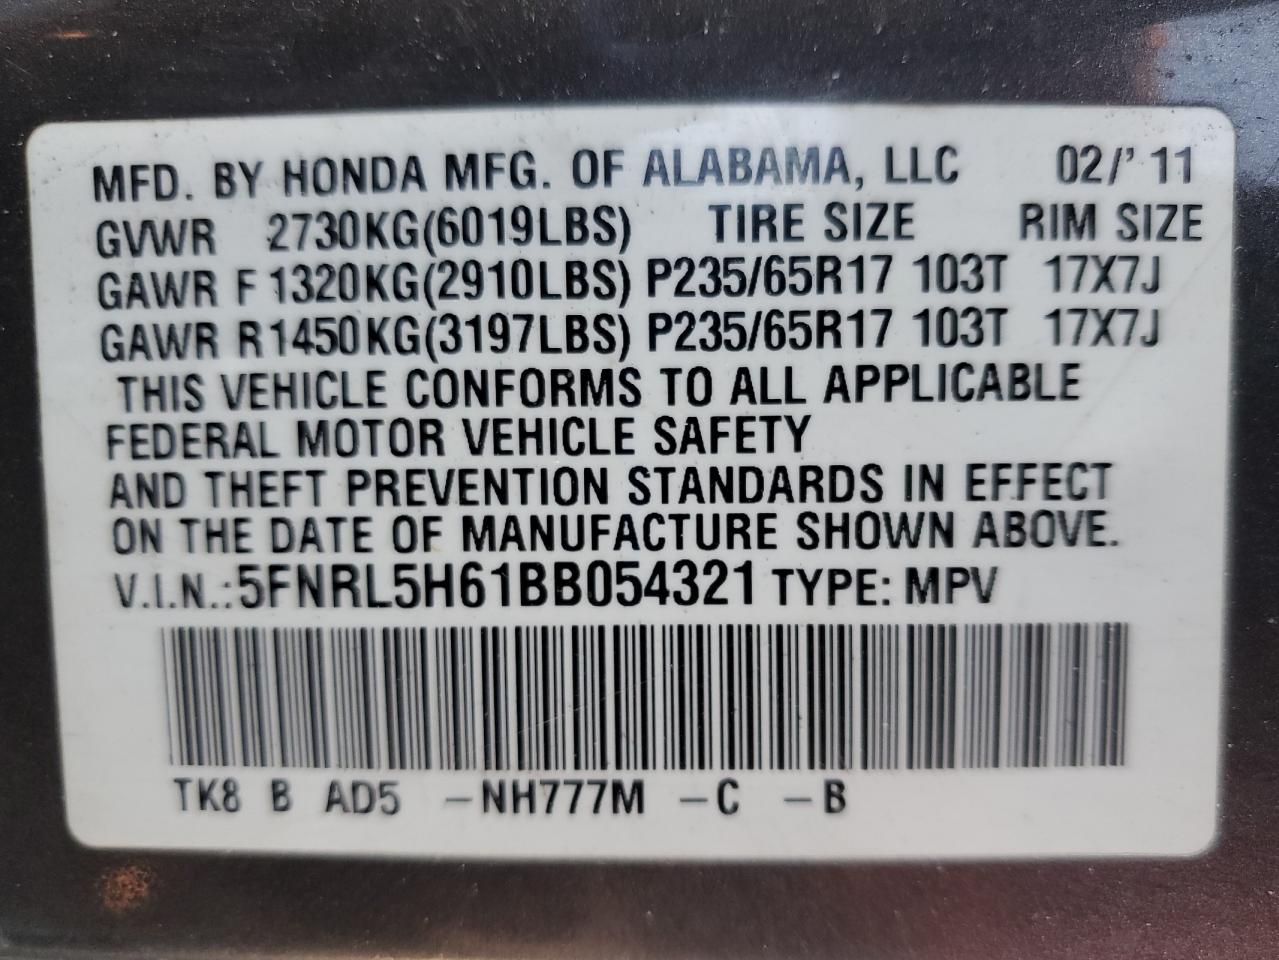 MFD. BY HONDA MFG. OF ALABAMA, LLC 02/'11
GVWR 2730KG(6019LBS) TIRE SIZE RIM SIZE
GAWR F 1320KG(2910LBS) P235/65R17 103T 17X7J
GAWR R 1450KG(3197LBS) P235/65R17 103T 17X7J
THIS VEHICLE CONFORMS TO ALL APPLICABLE
FEDERAL MOTOR VEHICLE SAFETY
AND THEFT PREVENTION STANDARDS IN EFFECT
ON THE DATE OF MANUFACTURE SHOWN ABOVE.
V.I.N.:5FNRL5H61BB054321 TYPE: MPV
TK8 B AD5 -NH777M -C -B